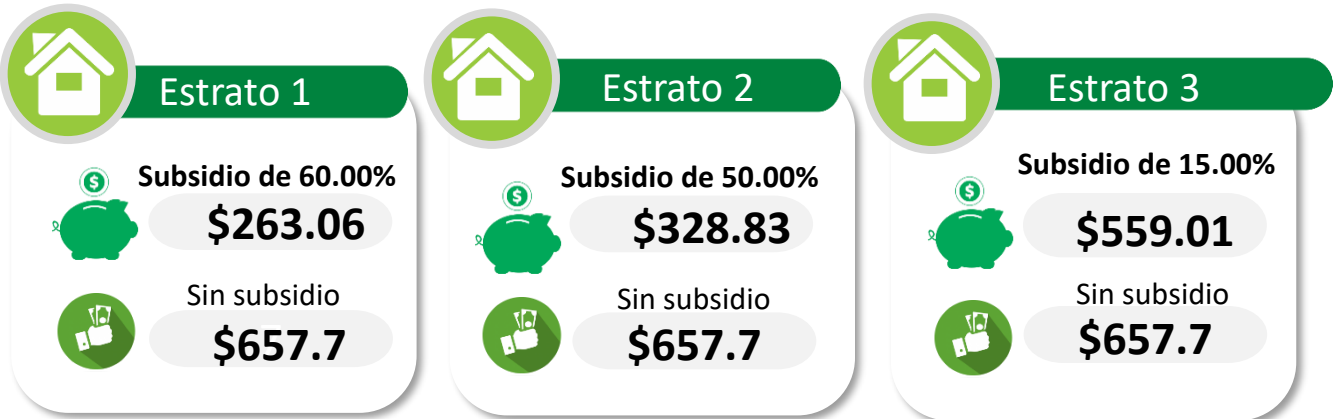 Estrato 1
Subsidio de 60.00%
$263.06
Sin subsidio
$657.7
Estrato 2
Subsidio de 50.00%
$328.83
Sin subsidio
$657.7
Estrato 3
Subsidio de 15.00%
$559.01
Sin subsidio
$657.7